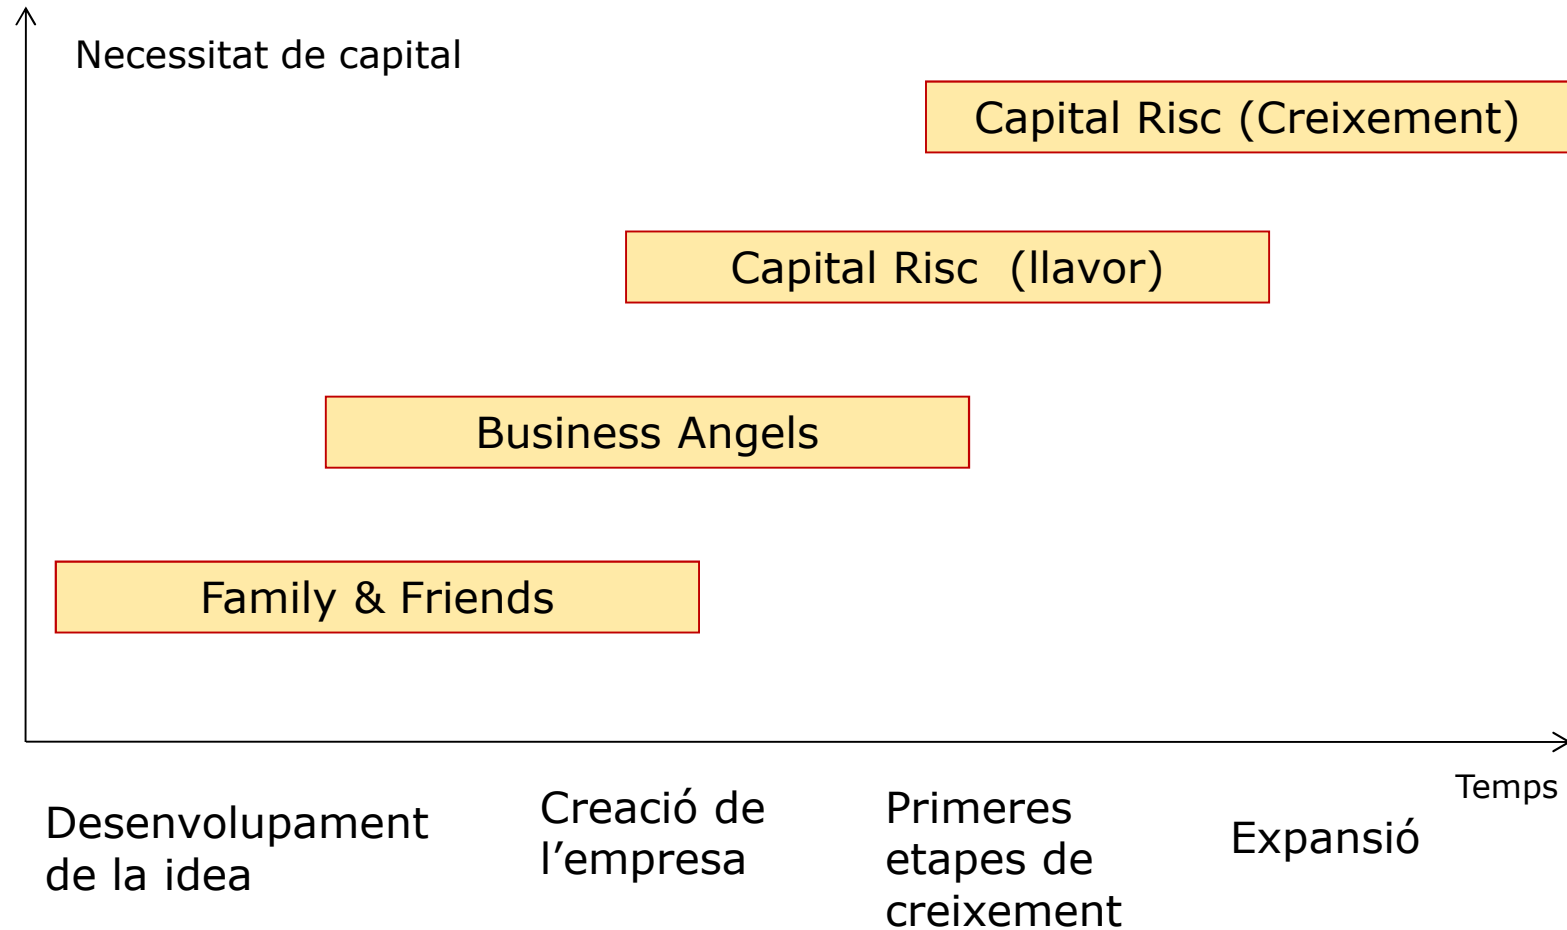 Necessitat de capital
Capital Risc (Creixement)
Capital Risc (llavor)
Business Angels
Family & Friends
Temps
Desenvolupament
de la idea
Creació de
l’empresa
Primeres
etapes de
creixement
Expansió